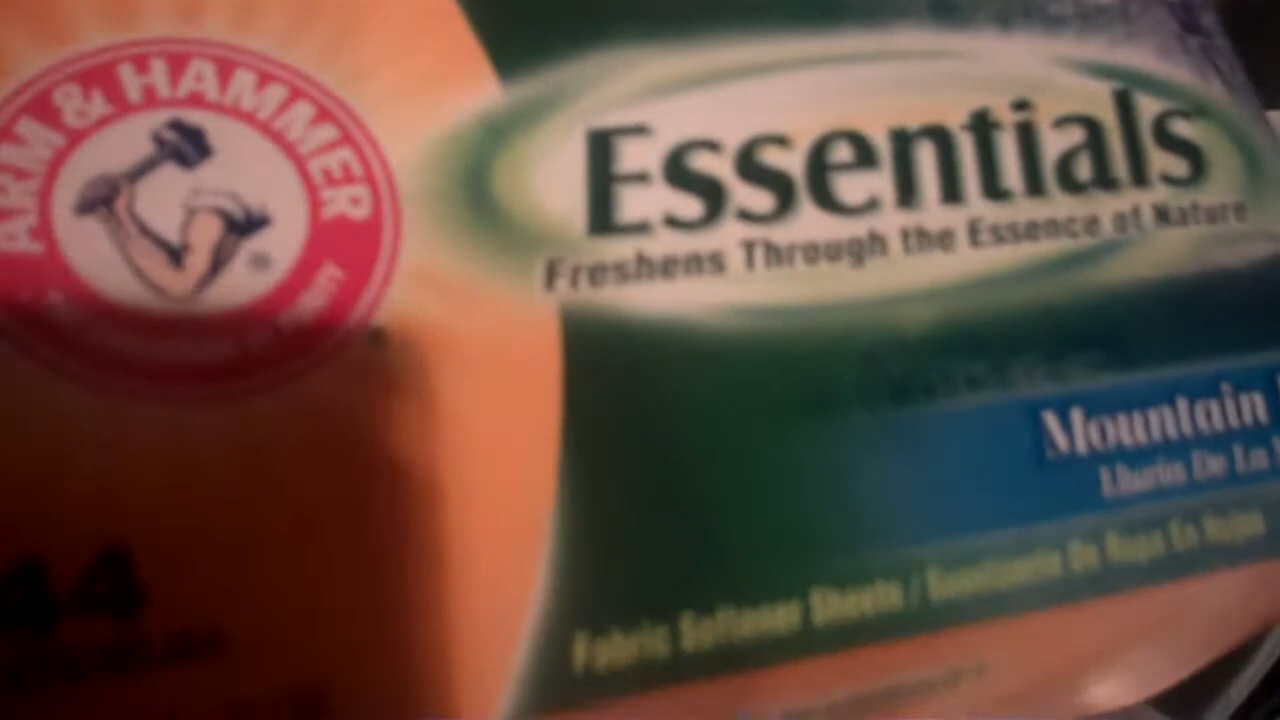 ARM & HAMMER
Essentials
Freshens Through the Essence of Nature
Mountain
Lluvia De La
Fabric Softener Sheets / Suavizante De Ropa En Hojas
44